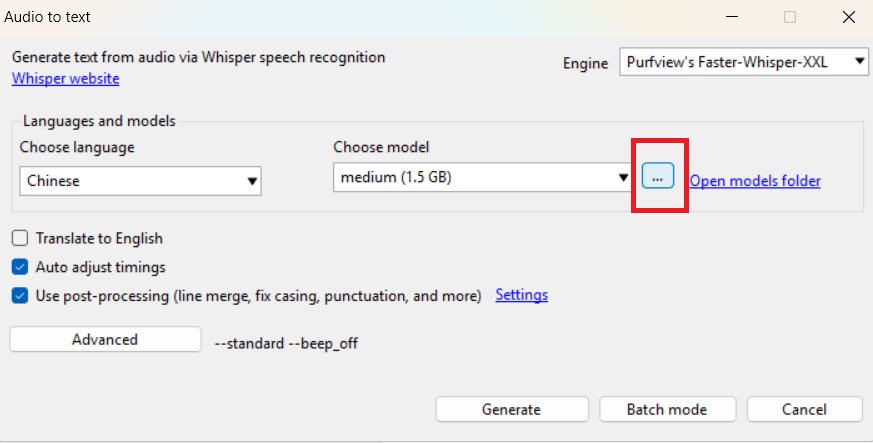 Audio to text
Generate text from audio via Whisper speech recognition
Whisper website
Engine
Purfview's Faster-Whisper-XXL
Languages and models
Choose language
Choose model
Chinese
medium (1.5 GB)
...
Open models folder
Translate to English
Auto adjust timings
Use post-processing (line merge, fix casing, punctuation, and more) Settings
Advanced
--standard --beep_off
Generate
Batch mode
Cancel